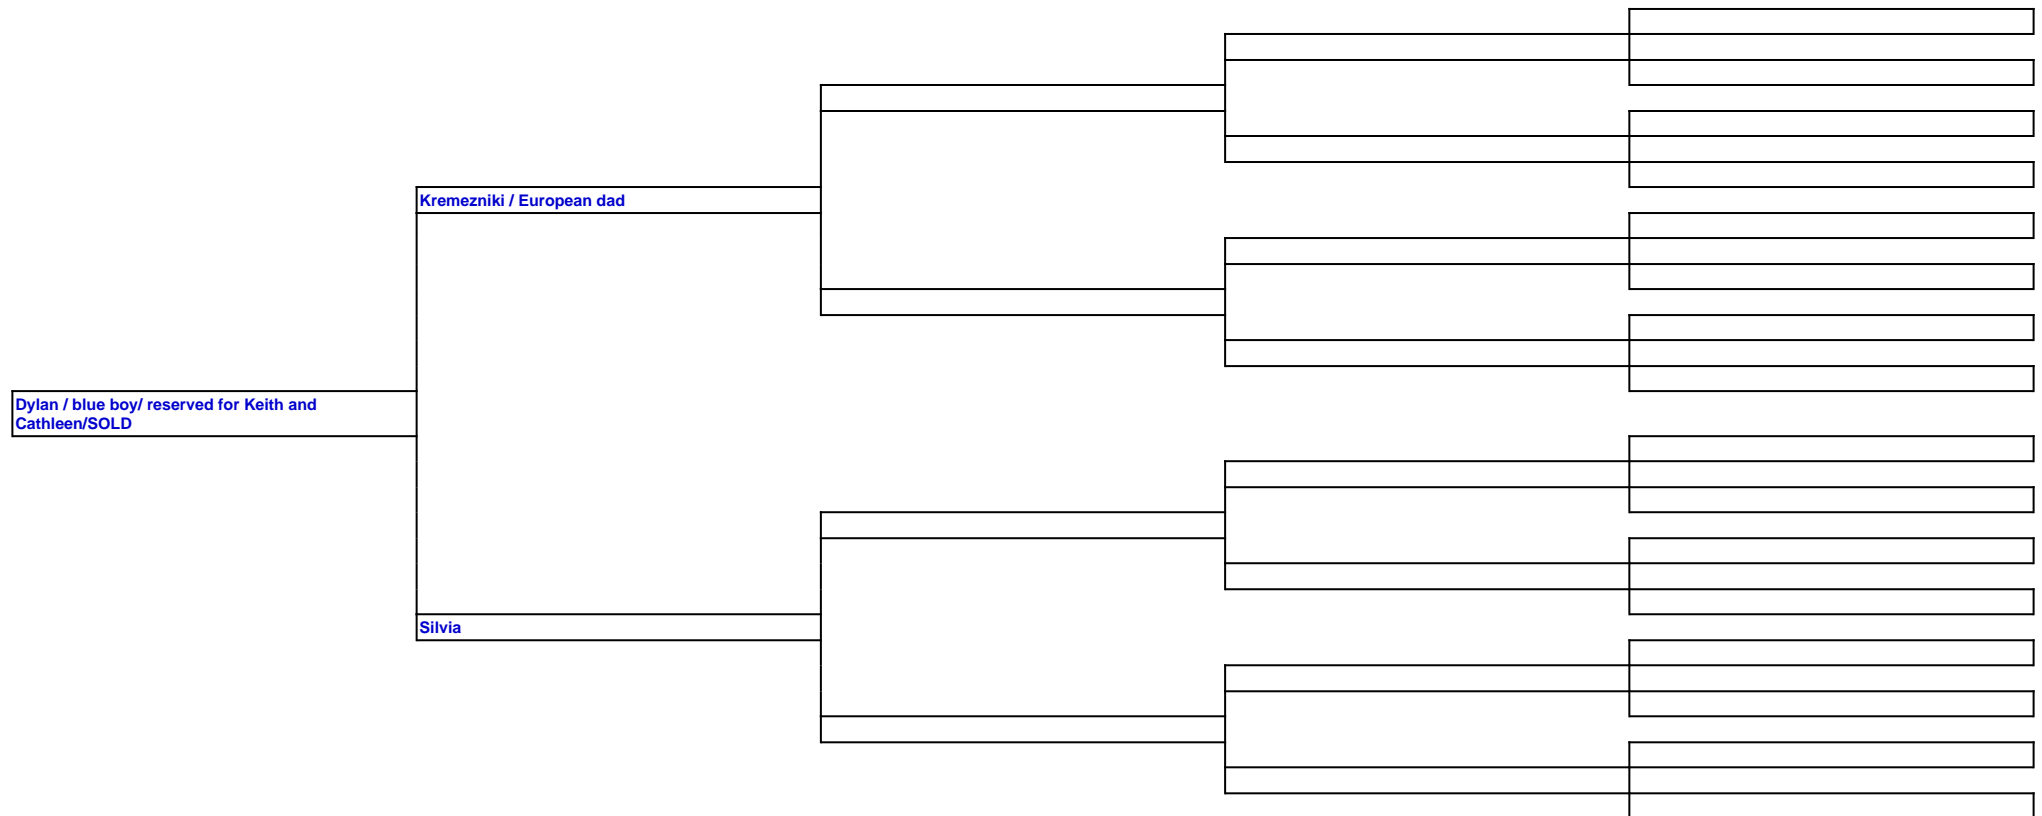 Kremezniki / European dad
Dylan / blue boy/ reserved for Keith and
Cathleen/SOLD
Silvia